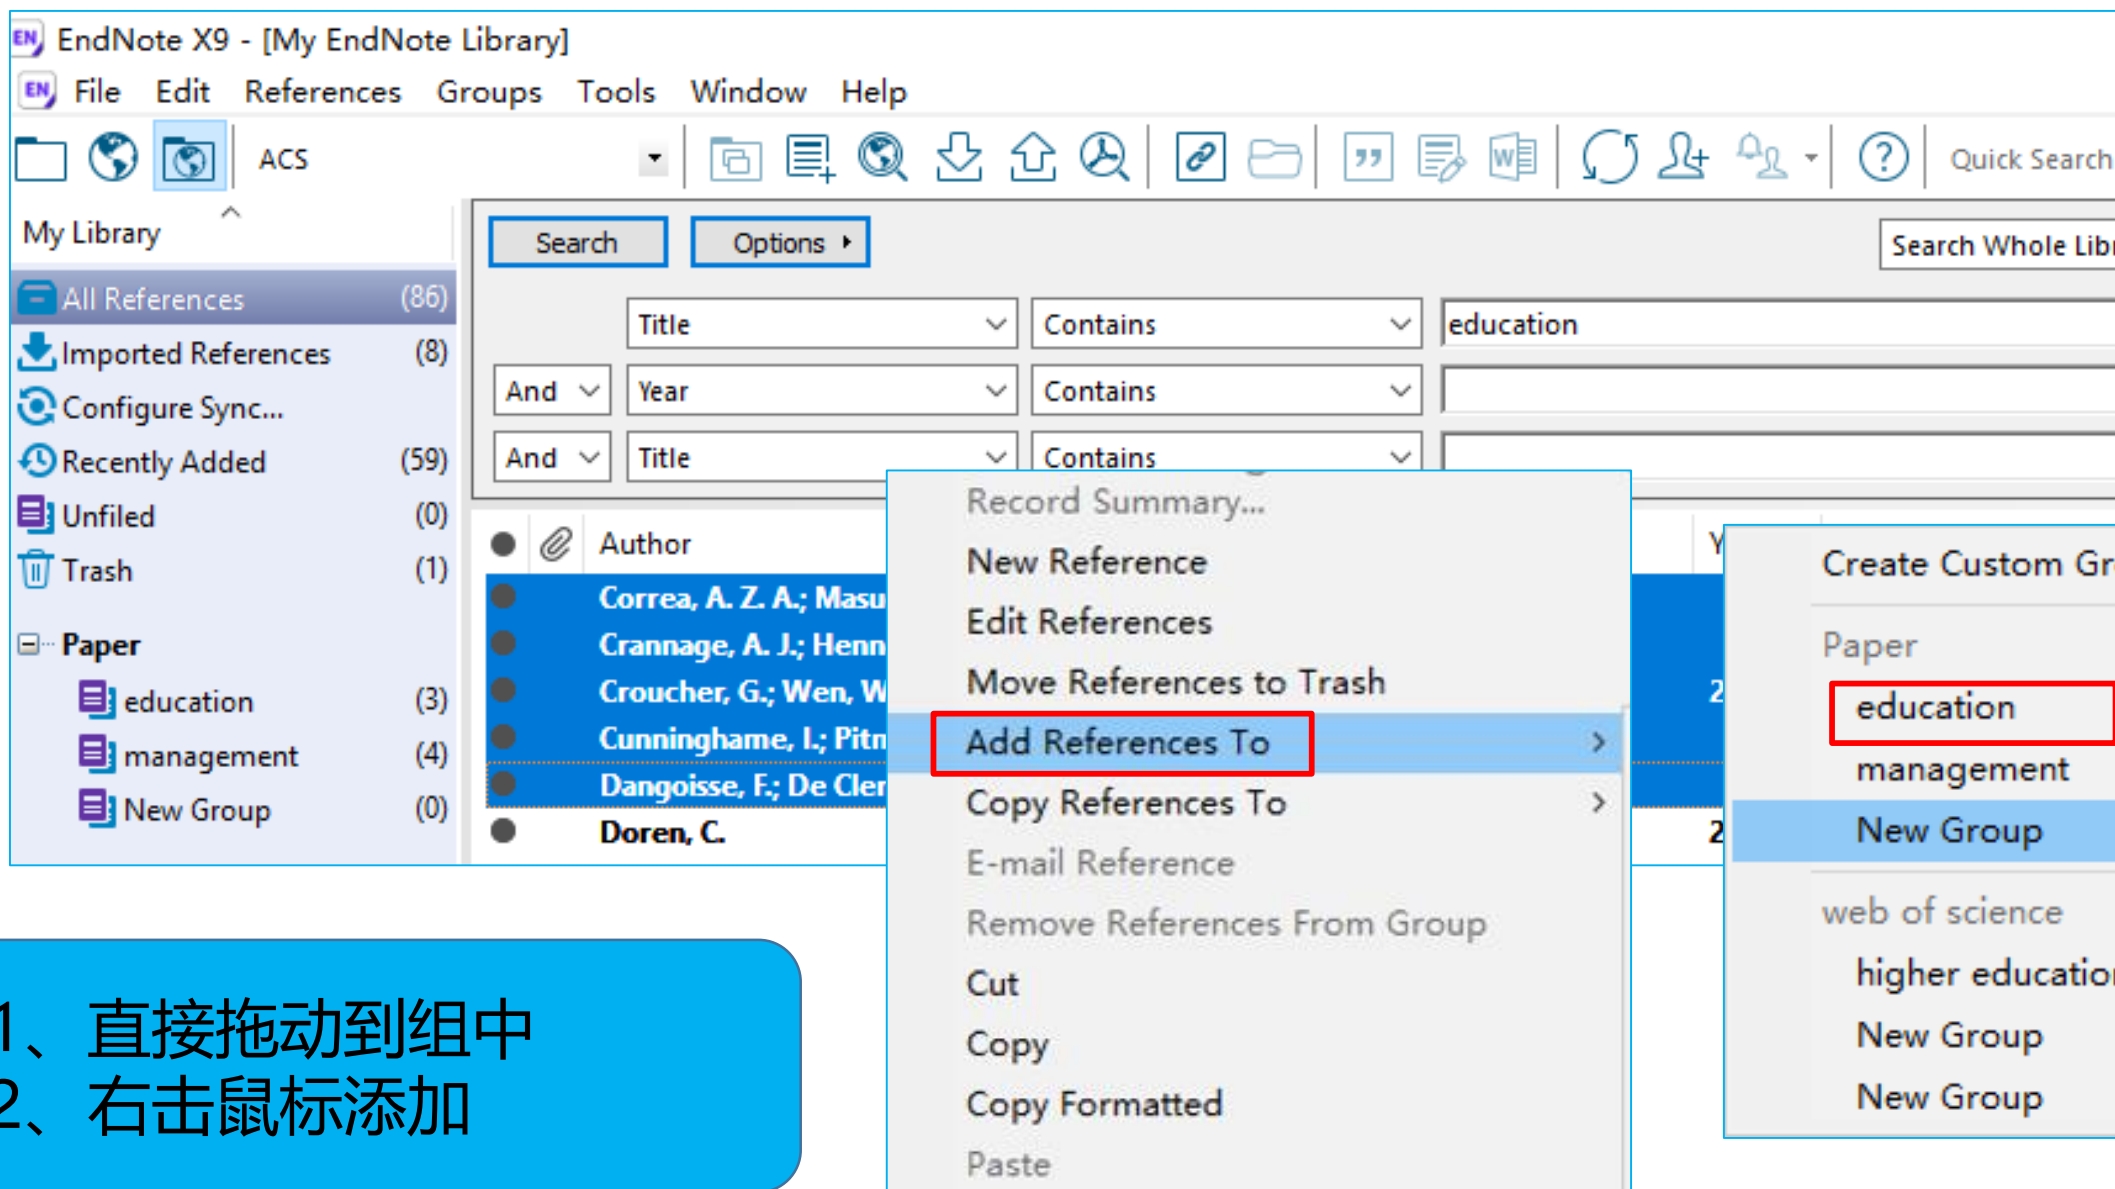 EndNote X9 - [My EndNote Library]
File Edit References Groups Tools Window Help
ACS
Quick Search
My Library
Search Options
Search Whole Libr
All References (86)
Title Contains education
Imported References (8)
And Year Contains
Configure Sync...
Recently Added (59)
And Title Contains
Unfiled (0)
Trash (1)
Author
Paper
education (3)
management (4)
New Group (0)
Correa, A. Z. A.; Masu
Crannage, A. J.; Henn
Croucher, G.; Wen, W
Cunninghame, I.; Pitn
Dangoisse, F.; De Cler
Doren, C.
Record Summary...
New Reference
Edit References
Move References to Trash
Add References To
Copy References To
E-mail Reference
Remove References From Group
Cut
Copy
Copy Formatted
Paste
Y
2
2
Create Custom Gr
Paper
education
management
New Group
web of science
higher education
New Group
New Group
1、直接拖动到组中
2、右击鼠标添加